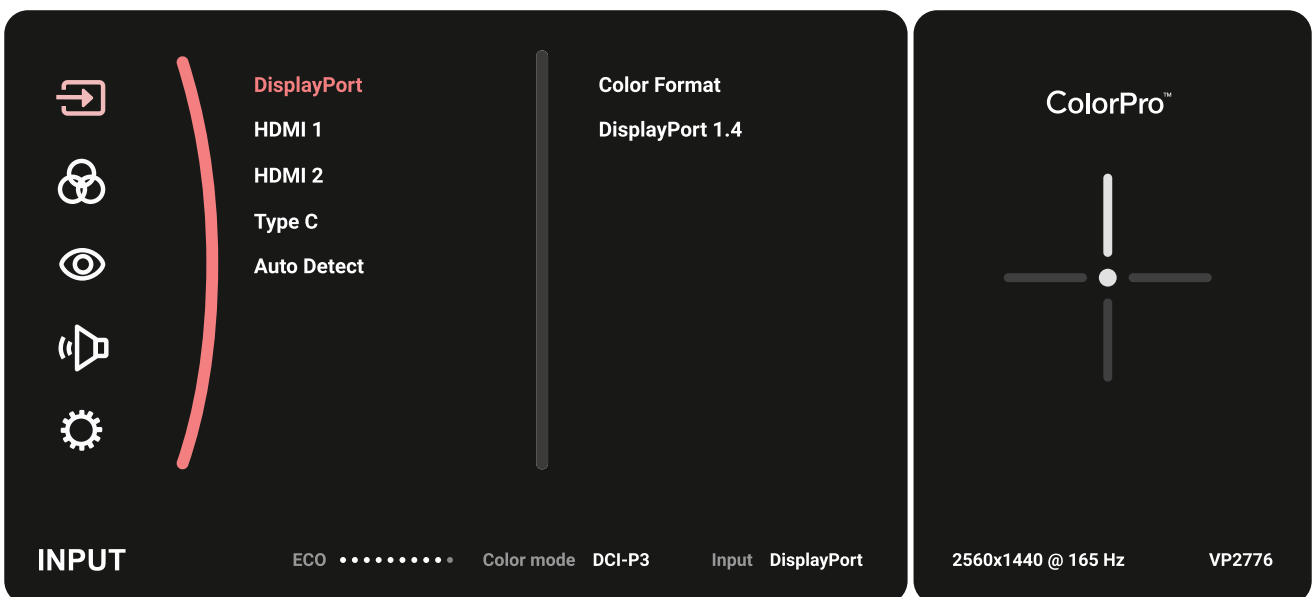 DisplayPort
HDMI 1
HDMI 2
Type C
Auto Detect
Color Format
DisplayPort 1.4
INPUT
ECO
Color mode DCI-P3
Input DisplayPort
ColorPro™
2560x1440 @ 165 Hz
VP2776